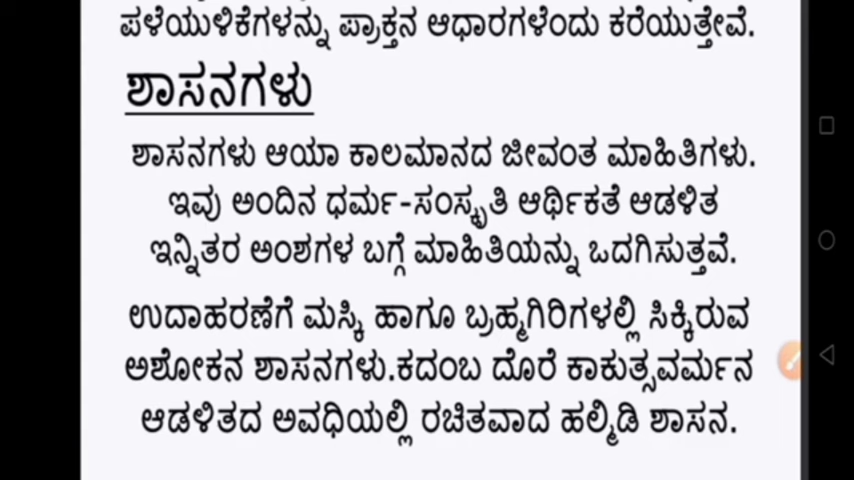 ಪಳೆಯುಳಿಕೆಗಳನ್ನು ಪ್ರಾಕ್ತನ ಆಧಾರಗಳೆಂದು ಕರೆಯುತ್ತೇವೆ.
ಶಾಸನಗಳು
ಶಾಸನಗಳು ಆಯಾ ಕಾಲಮಾನದ ಜೀವಂತ ಮಾಹಿತಿಗಳು.
ಇವು ಅಂದಿನ ಧರ್ಮ-ಸಂಸ್ಕೃತಿ ಆರ್ಥಿಕತೆ ಆಡಳಿತ
ಇನ್ನಿತರ ಅಂಶಗಳ ಬಗ್ಗೆ ಮಾಹಿತಿಯನ್ನು ಒದಗಿಸುತ್ತವೆ.
ಉದಾಹರಣೆಗೆ ಮಸ್ಕಿ ಹಾಗೂ ಬ್ರಹ್ಮಗಿರಿಗಳಲ್ಲಿ ಸಿಕ್ಕಿರುವ
ಅಶೋಕನ ಶಾಸನಗಳು.ಕದಂಬ ದೊರೆ ಕಾಕುತ್ಸವರ್ಮನ
ಆಡಳಿತದ ಅವಧಿಯಲ್ಲಿ ರಚಿತವಾದ ಹಲ್ಮಿಡಿ ಶಾಸನ.